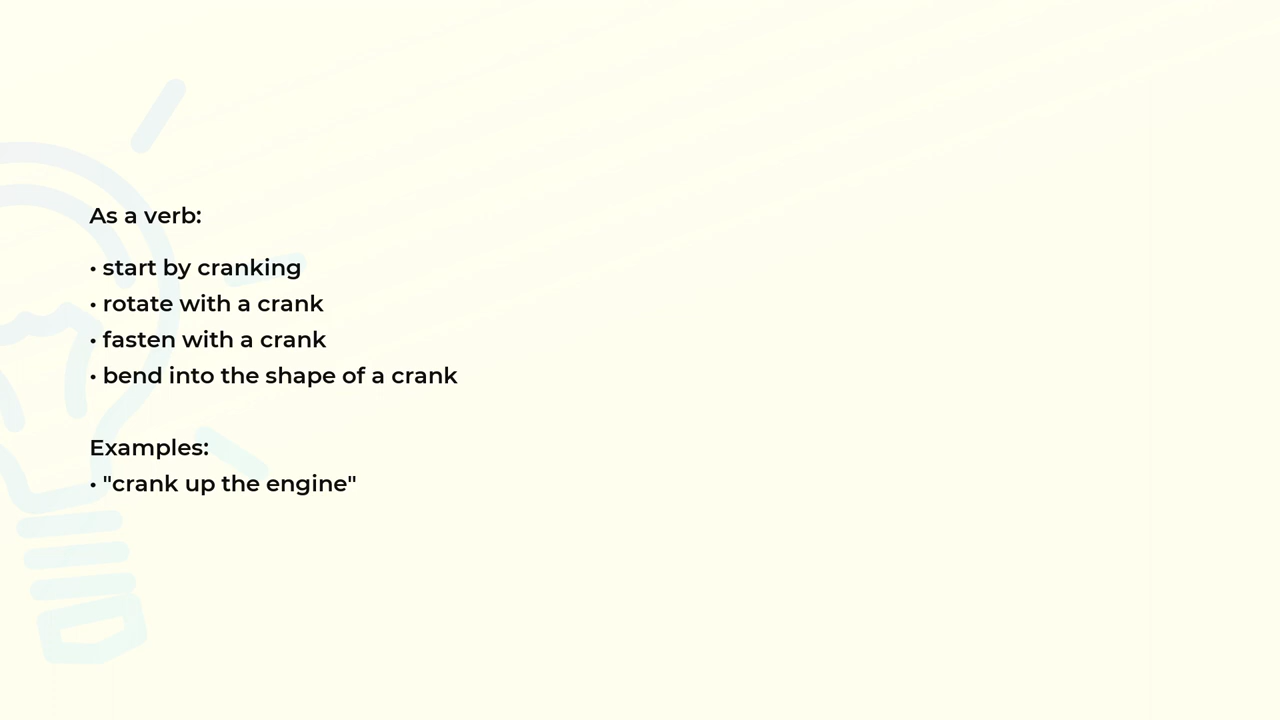 As a verb:
• start by cranking
• rotate with a crank
• fasten with a crank
• bend into the shape of a crank
Examples:
• "crank up the engine"